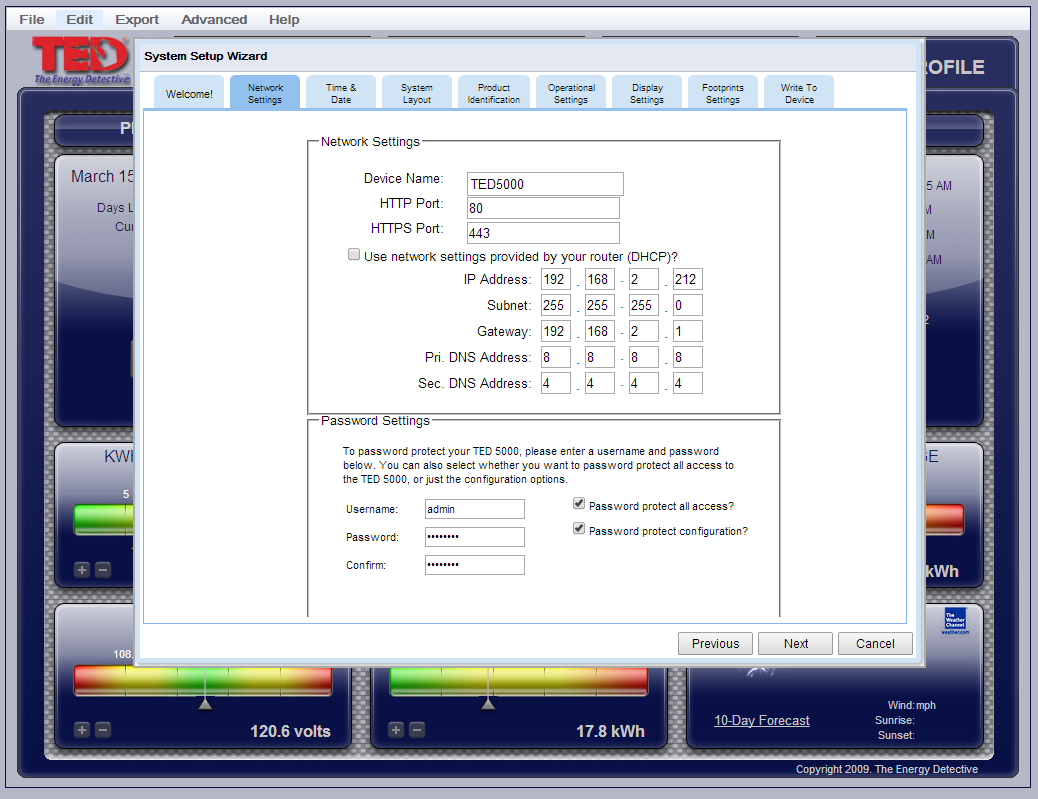 File Edit Export Advanced Help
TED
The Energy Detective
OFILE
System Setup Wizard
Welcome!
Network Settings
Time & Date
System Layout
Product Identification
Operational Settings
Display Settings
Footprints Settings
Write To Device
March 15
Days L
Cur
5 AM
M
M
AM
2
Network Settings
Device Name: TED5000
HTTP Port: 80
HTTPS Port: 443
Use network settings provided by your router (DHCP)?
IP Address: 192 . 168 . 2 . 212
Subnet: 255 . 255 . 255 . 0
Gateway: 192 . 168 . 2 . 1
Pri. DNS Address: 8 . 8 . 8 . 8
Sec. DNS Address: 4 . 4 . 4 . 4
Password Settings
To password protect your TED 5000, please enter a username and password
below. You can also select whether you want to password protect all access to
the TED 5000, or just the configuration options.
Username: admin
Password: ••••••••
Confirm: ••••••••
Password protect all access?
Password protect configuration?
Previous Next Cancel
KWH
5
GE
kWh
108.
120.6 volts
17.8 kWh
The Weather Channel
weather.com
10-Day Forecast
Wind: mph
Sunrise:
Sunset:
Copyright 2009. The Energy Detective